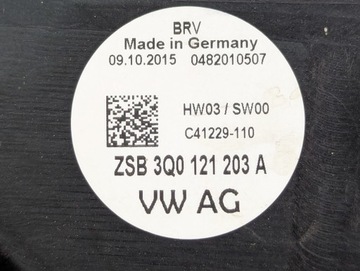 BRV
Made in Germany
09.10.2015 0482010507
HW03 / SW00
C41229-110
ZSB 3Q0 121 203 A
VW AG